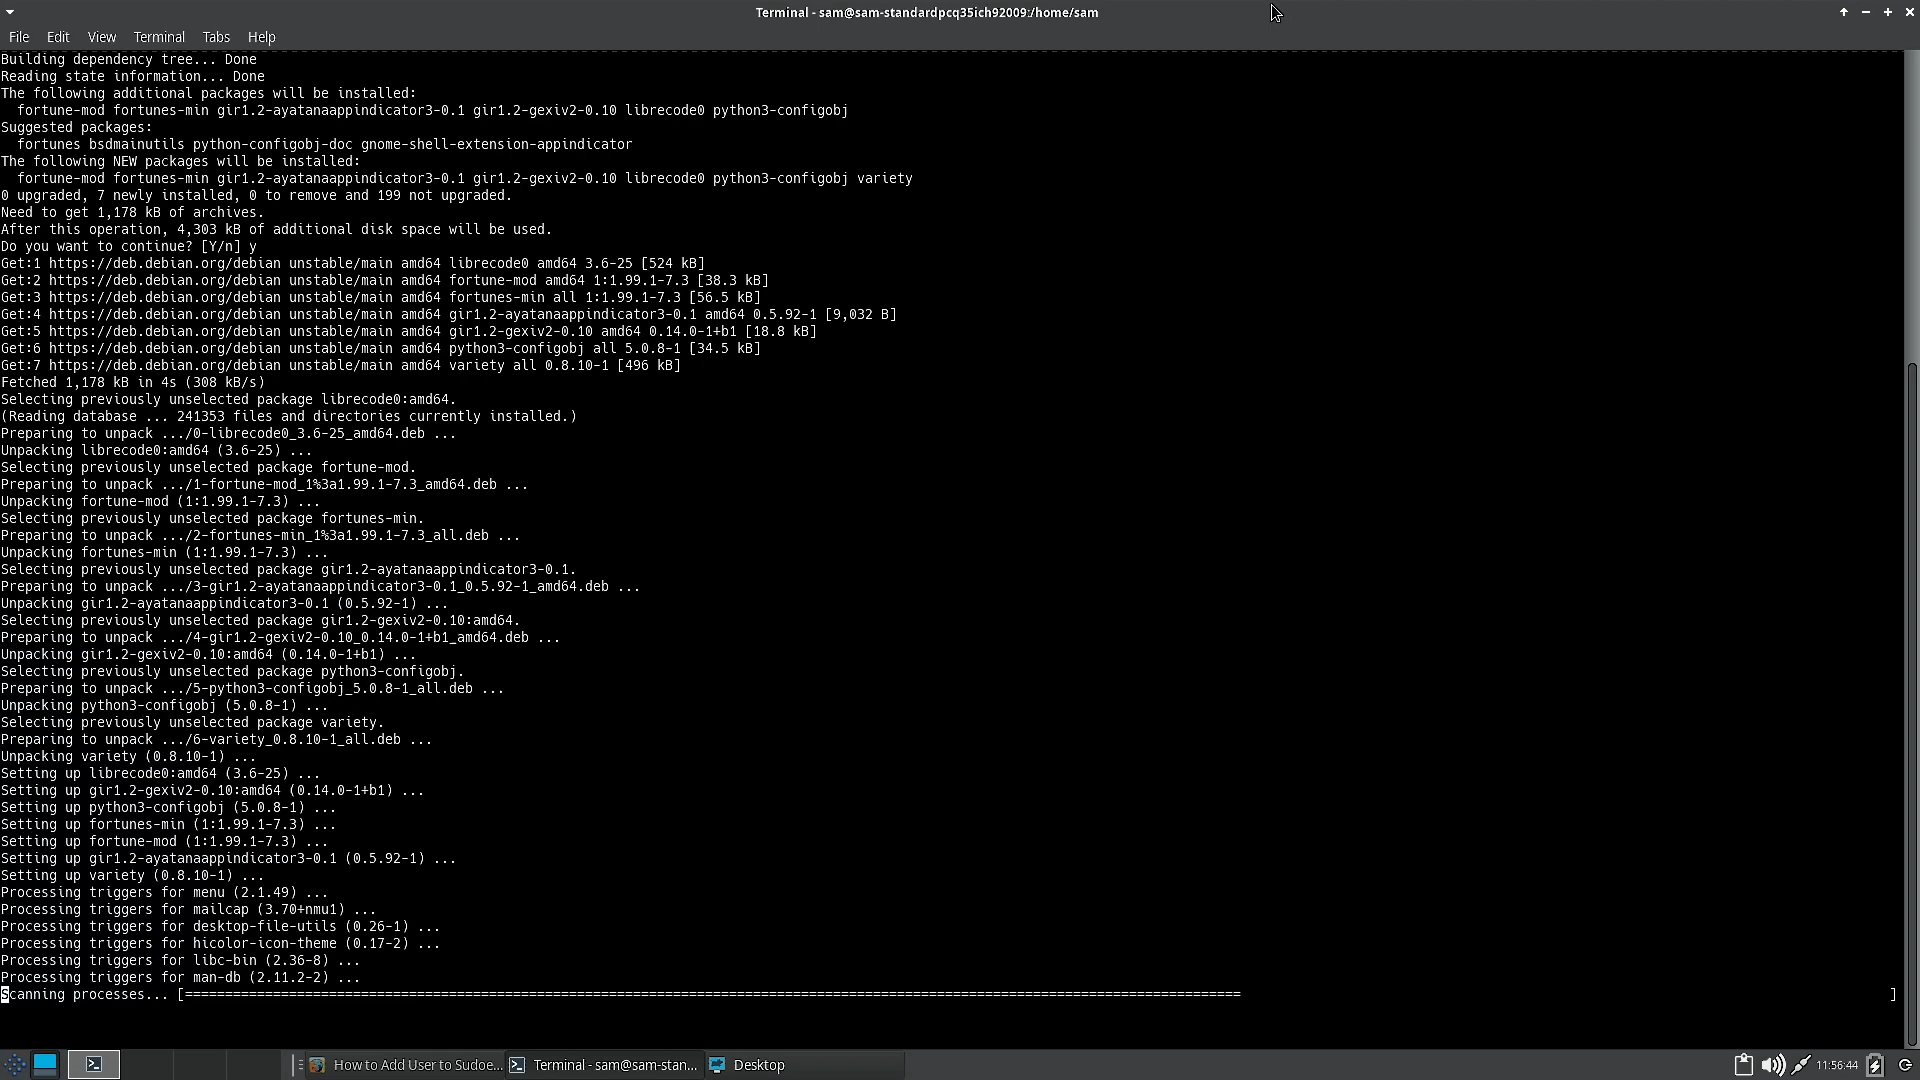 Terminal - sam@sam-standardpcq35ich92009:/home/sam
File Edit View Terminal Tabs Help
Building dependency tree... Done
Reading state information... Done
The following additional packages will be installed:
  fortune-mod fortunes-min gir1.2-ayatanaappindicator3-0.1 gir1.2-gexiv2-0.10 librecode0 python3-configobj
Suggested packages:
  fortunes bsdmainutils python-configobj-doc gnome-shell-extension-appindicator
The following NEW packages will be installed:
  fortune-mod fortunes-min gir1.2-ayatanaappindicator3-0.1 gir1.2-gexiv2-0.10 librecode0 python3-configobj variety
0 upgraded, 7 newly installed, 0 to remove and 199 not upgraded.
Need to get 1,178 kB of archives.
After this operation, 4,303 kB of additional disk space will be used.
Do you want to continue? [Y/n] y
Get:1 https://deb.debian.org/debian unstable/main amd64 librecode0 amd64 3.6-25 [524 kB]
Get:2 https://deb.debian.org/debian unstable/main amd64 fortune-mod amd64 1:1.99.1-7.3 [38.3 kB]
Get:3 https://deb.debian.org/debian unstable/main amd64 fortunes-min all 1:1.99.1-7.3 [56.5 kB]
Get:4 https://deb.debian.org/debian unstable/main amd64 gir1.2-ayatanaappindicator3-0.1 amd64 0.5.92-1 [9,032 B]
Get:5 https://deb.debian.org/debian unstable/main amd64 gir1.2-gexiv2-0.10 amd64 0.14.0-1+b1 [18.8 kB]
Get:6 https://deb.debian.org/debian unstable/main amd64 python3-configobj all 5.0.8-1 [34.5 kB]
Get:7 https://deb.debian.org/debian unstable/main amd64 variety all 0.8.10-1 [496 kB]
Fetched 1,178 kB in 4s (308 kB/s)
Selecting previously unselected package librecode0:amd64.
(Reading database ... 241353 files and directories currently installed.)
Preparing to unpack .../0-librecode0_3.6-25_amd64.deb ...
Unpacking librecode0:amd64 (3.6-25) ...
Selecting previously unselected package fortune-mod.
Preparing to unpack .../1-fortune-mod_1%3a1.99.1-7.3_amd64.deb ...
Unpacking fortune-mod (1:1.99.1-7.3) ...
Selecting previously unselected package fortunes-min.
Preparing to unpack .../2-fortunes-min_1%3a1.99.1-7.3_all.deb ...
Unpacking fortunes-min (1:1.99.1-7.3) ...
Selecting previously unselected package gir1.2-ayatanaappindicator3-0.1.
Preparing to unpack .../3-gir1.2-ayatanaappindicator3-0.1_0.5.92-1_amd64.deb ...
Unpacking gir1.2-ayatanaappindicator3-0.1 (0.5.92-1) ...
Selecting previously unselected package gir1.2-gexiv2-0.10:amd64.
Preparing to unpack .../4-gir1.2-gexiv2-0.10_0.14.0-1+b1_amd64.deb ...
Unpacking gir1.2-gexiv2-0.10:amd64 (0.14.0-1+b1) ...
Selecting previously unselected package python3-configobj.
Preparing to unpack .../5-python3-configobj_5.0.8-1_all.deb ...
Unpacking python3-configobj (5.0.8-1) ...
Selecting previously unselected package variety.
Preparing to unpack .../6-variety_0.8.10-1_all.deb ...
Unpacking variety (0.8.10-1) ...
Setting up librecode0:amd64 (3.6-25) ...
Setting up gir1.2-gexiv2-0.10:amd64 (0.14.0-1+b1) ...
Setting up python3-configobj (5.0.8-1) ...
Setting up fortunes-min (1:1.99.1-7.3) ...
Setting up fortune-mod (1:1.99.1-7.3) ...
Setting up gir1.2-ayatanaappindicator3-0.1 (0.5.92-1) ...
Setting up variety (0.8.10-1) ...
Processing triggers for menu (2.1.49) ...
Processing triggers for mailcap (3.70+nmu1) ...
Processing triggers for desktop-file-utils (0.26-1) ...
Processing triggers for hicolor-icon-theme (0.17-2) ...
Processing triggers for libc-bin (2.36-8) ...
Processing triggers for man-db (2.11.2-2) ...
Scanning processes... [==================================================================================================================================== ]
How to Add User to Sudoe... Terminal - sam@sam-stan... Desktop 11:56:44